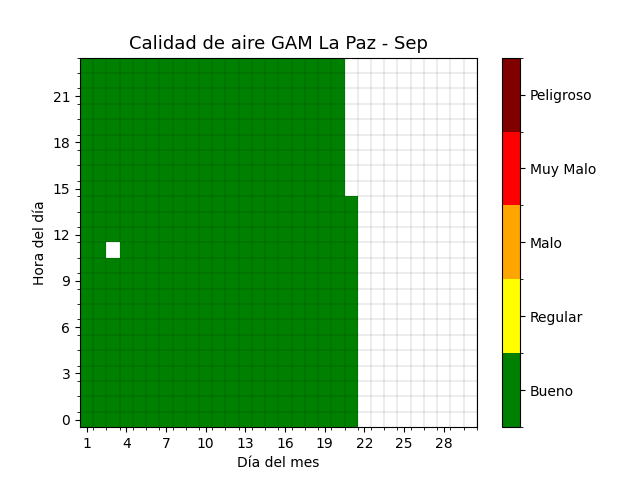 Calidad de aire GAM La Paz - Sep
Hora del día
21
18
15
12
9
6
3
0
1 4 7 10 13 16 19 22 25 28
Día del mes
Peligroso
Muy Malo
Malo
Regular
Bueno